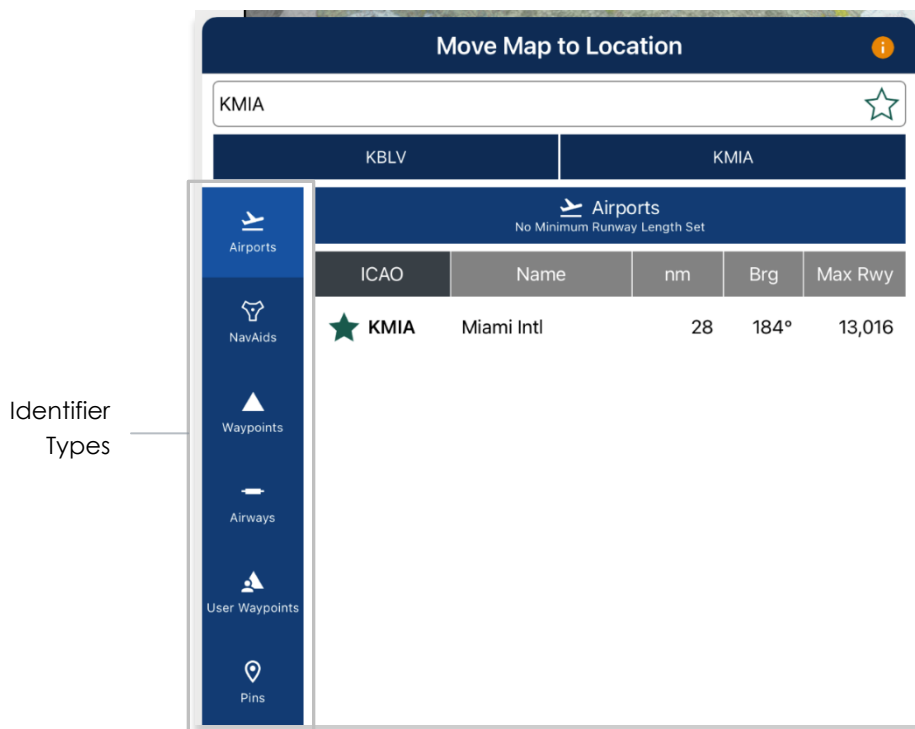 Move Map to Location
KMIA
KBLV KMIA
Airports
No Minimum Runway Length Set
ICAO Name nm Brg Max Rwy
KMIA Miami Intl 28 184° 13,016
Identifier
Types
Airports
NavAids
Waypoints
Airways
User Waypoints
Pins